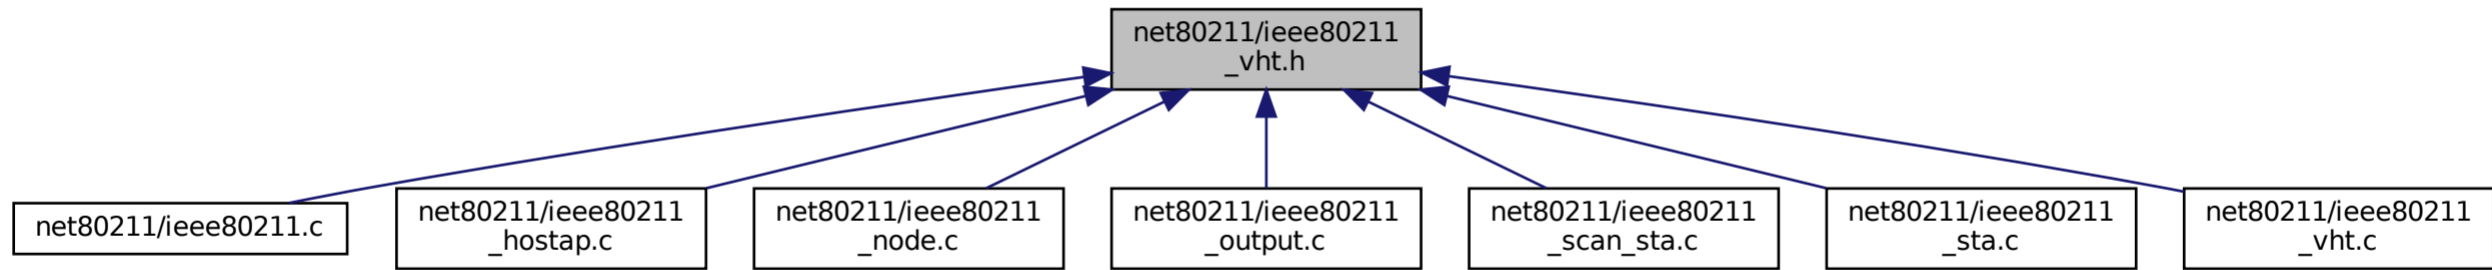 net80211/ieee80211
_vht.h
net80211/ieee80211.c
net80211/ieee80211
_hostap.c
net80211/ieee80211
_node.c
net80211/ieee80211
_output.c
net80211/ieee80211
_scan_sta.c
net80211/ieee80211
_sta.c
net80211/ieee80211
_vht.c